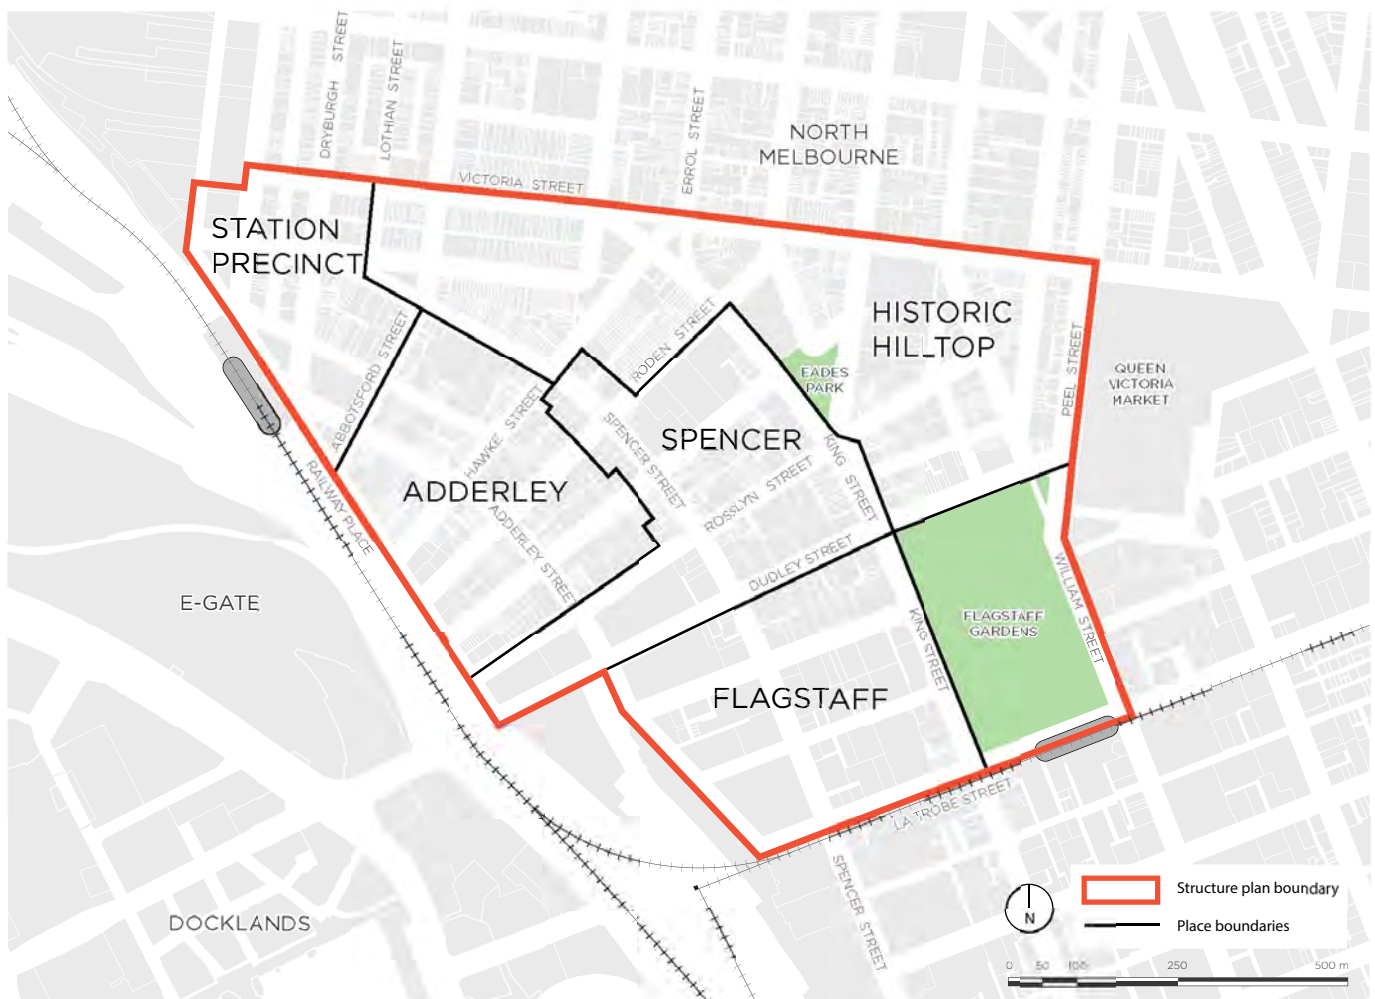 DRYBURGH STREET
LOTHIAN STREET
ERROL STREET
NORTH
MELBOURNE
VICTORIA STREET
STATION
PRECINCT
HISTORIC
HILLTOP
RODEN STREET
EADES
PARK
PEEL STREET
QUEEN
VICTORIA
MARKET
ABBOTSFORD STREET
HAWKE STREET
SPENCER STREET
SPENCER
KING STREET
ROSSLYN STREET
ADDERLEY
ADDERLEY STREE
RAILWAY PLACE
DUDLEY STREET
WILLIAM STREET
E-GATE
KING STREET
FLAGSTAFF
GARDENS
FLAGSTAFF
LA TROBE STREET
SPENCER STREET
DOCKLANDS
N
Structure plan boundary
Place boundaries
0 50 100 250 500 m